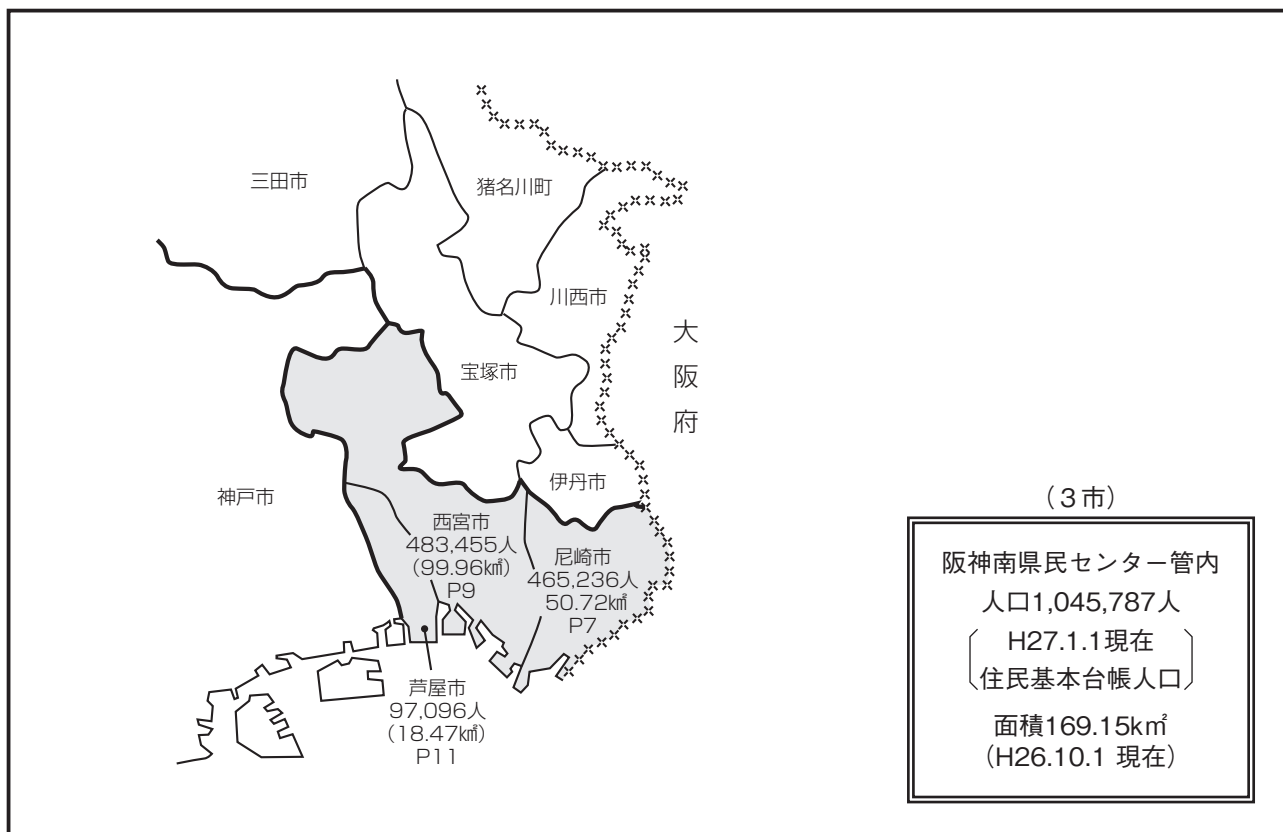 三田市
猪名川町
川西市
大
阪
府
宝塚市
伊丹市
神戸市
西宮市
483,455人
(99.96㎢)
P9
尼崎市
465,236人
50.72㎢
P7
芦屋市
97,096人
(18.47㎢)
P11
(3市)
阪神南県民センター管内
人口1,045,787人
H27.1.1現在
住民基本台帳人口
面積169.15k㎡
(H26.10.1 現在)